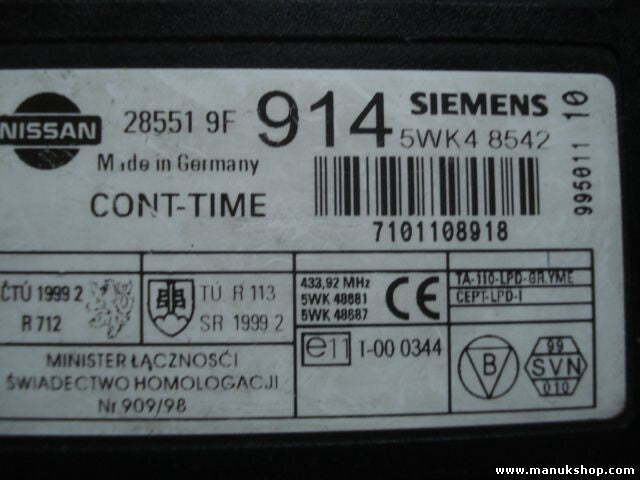 NISSAN
28551 9F 914
SIEMENS
5WK4 8542
Made in Germany
CONT-TIME
7101108918
995011 10
ČTÚ 1999 2
R 712
TÚ R 113
SR 1999 2
433,92 MHz
5WK 48681
5WK 48687
CE
TA-110-LPD-GR.YME
CEPT-LPD-I
MINISTER ŁĄCZNOŚĆI
ŚWIADECTWO HOMOLOGACJI
Nr 909/98
e11 1-00 0344
B
99
SVN
010
www.manukshop.com